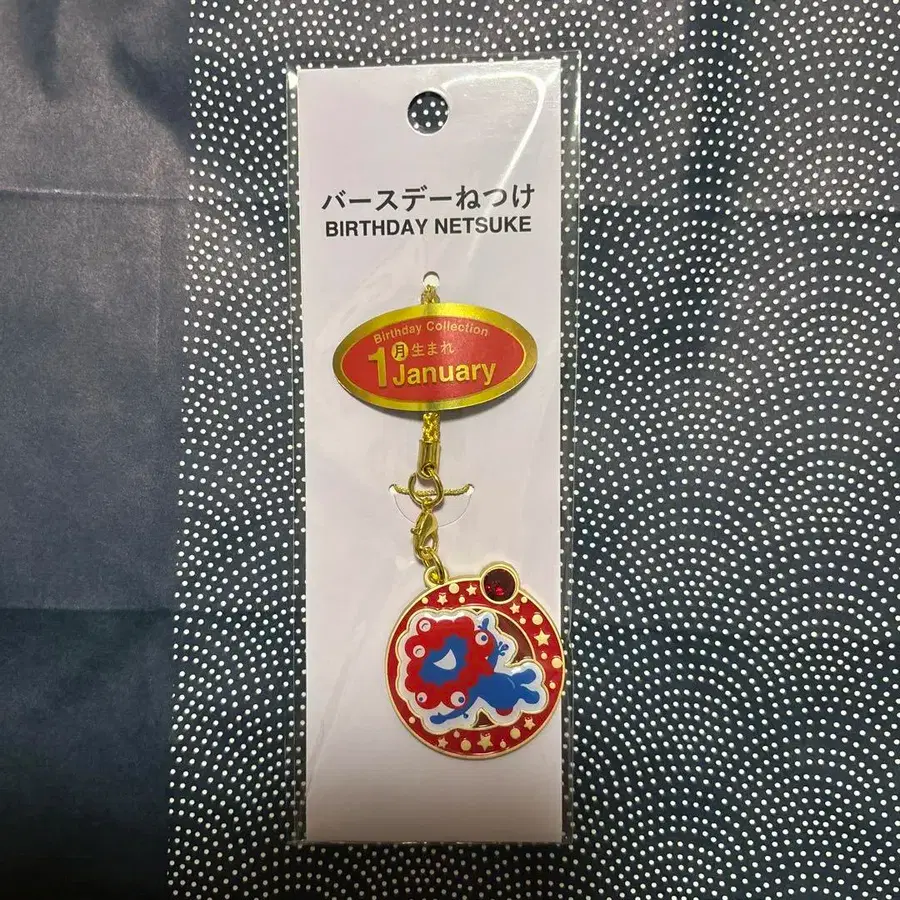 バースデーねつけ
BIRTHDAY NETSUKE
Birthday Collection
1月生まれ
January